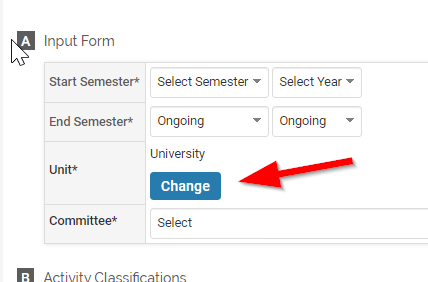 A Input Form
Start Semester* Select Semester Select Year
End Semester* Ongoing Ongoing
Unit* University
Change
Committee* Select
B Activity Classifications